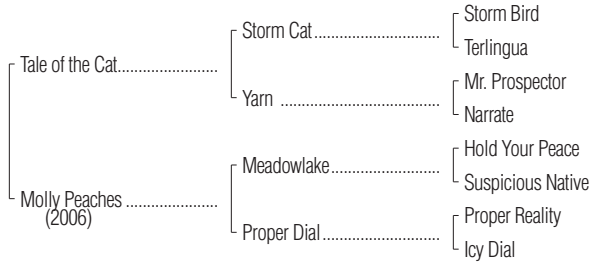 Storm Bird
Storm Cat
Terlingua
Tale of the Cat
Mr. Prospector
Yarn
Narrate
Hold Your Peace
Meadowlake
Suspicious Native
Molly Peaches
(2006)
Proper Reality
Proper Dial
Icy Dial